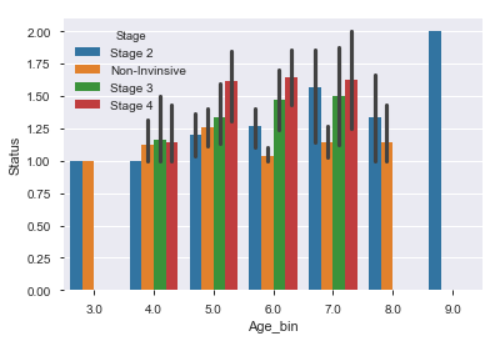 Stage
Stage 2
Non-Invinsive
Stage 3
Stage 4
2.00
1.75
1.50
1.25
1.00
0.75
0.50
0.25
0.00
Status
3.0 4.0 5.0 6.0 7.0 8.0 9.0
Age_bin